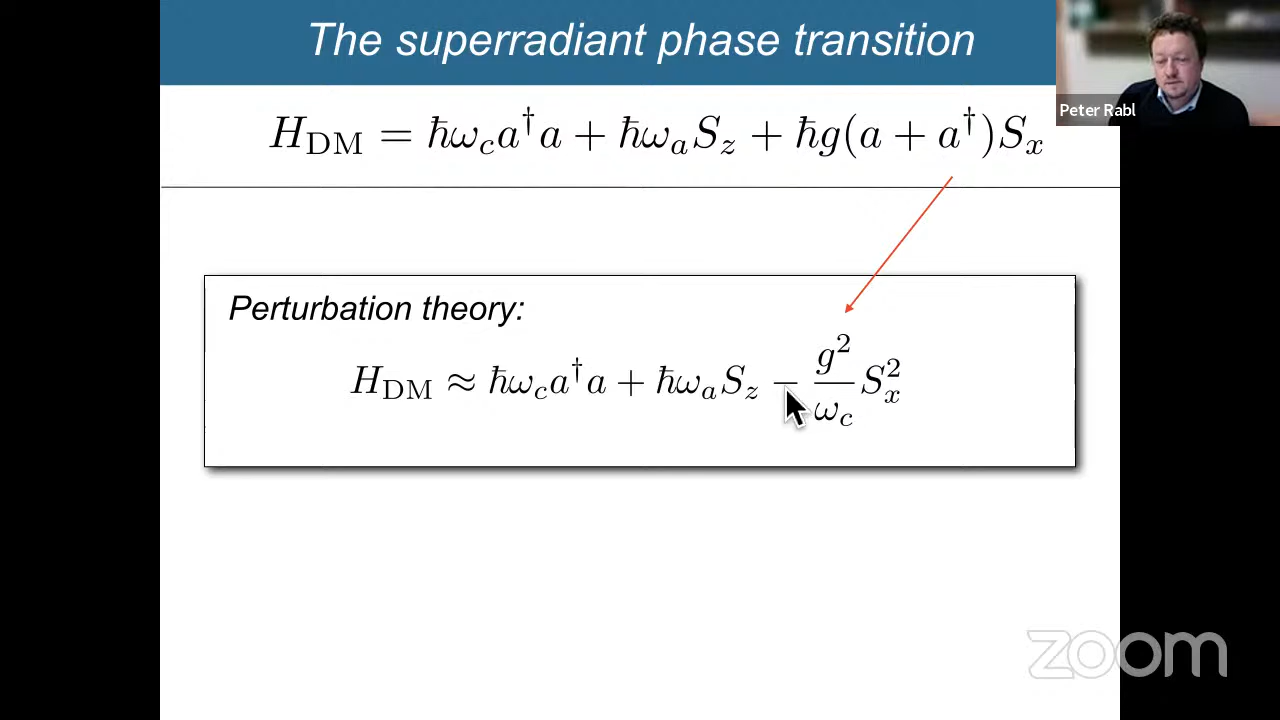 The superradiant phase transition
Peter Rabl
H_DM = ħω_c a†a + ħω_a S_z + ħg(a + a†)S_x
Perturbation theory:
H_DM ≈ ħω_c a†a + ħω_a S_z − g²/ω_c S_x²
zoom